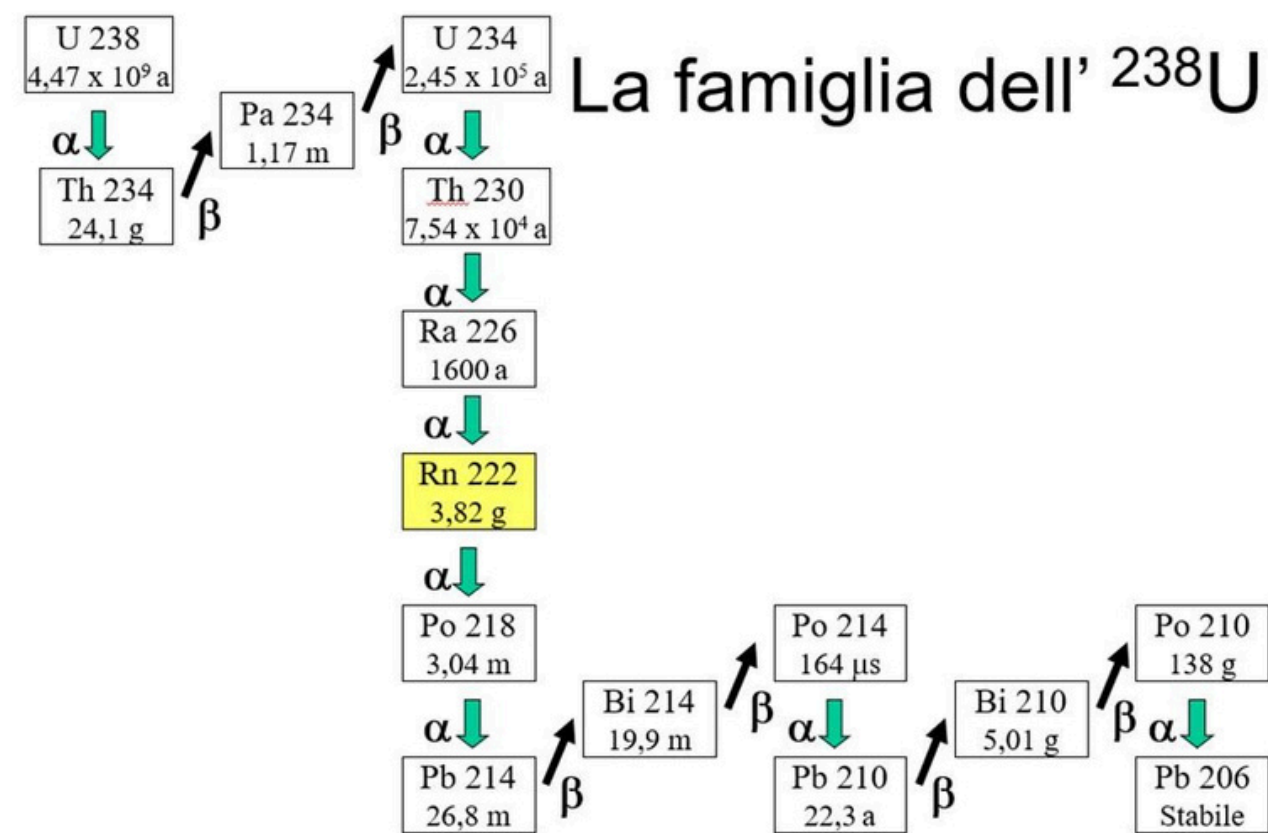 U 238
4,47 x 10⁹ a
α
Th 234
24,1 g
β
Pa 234
1,17 m
β
U 234
2,45 x 10⁵ a
La famiglia dell' ²³⁸U
α
Th 230
7,54 x 10⁴ a
α
Ra 226
1600 a
α
Rn 222
3,82 g
α
Po 218
3,04 m
α
Pb 214
26,8 m
β
Bi 214
19,9 m
β
Po 214
164 μs
α
Pb 210
22,3 a
β
Bi 210
5,01 g
β
Po 210
138 g
α
Pb 206
Stabile